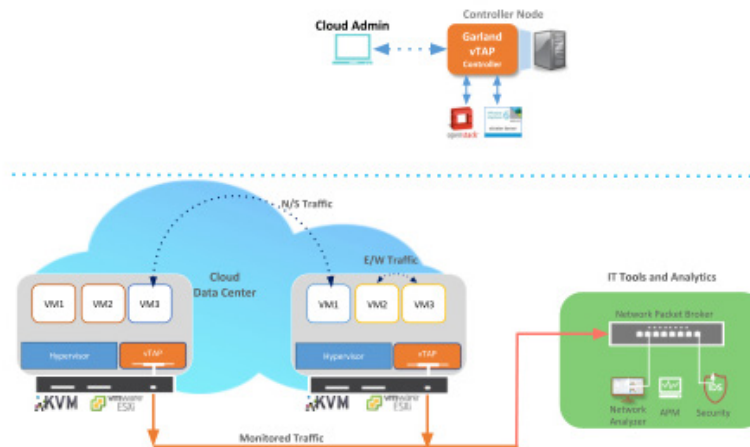 Controller Node
Cloud Admin
Garland
vTAP
Controller
openstack
N/S Traffic
E/W Traffic
Cloud
Data Center
IT Tools and Analytics
VM1
VM2
VM3
VM1
VM2
VM3
Network Packet Broker
Hypervisor
vTAP
Hypervisor
vTAP
KVM
vmware
ESXi
KVM
vmware
ESXi
IDS
Network
Analyzer
APM
Security
Monitored Traffic